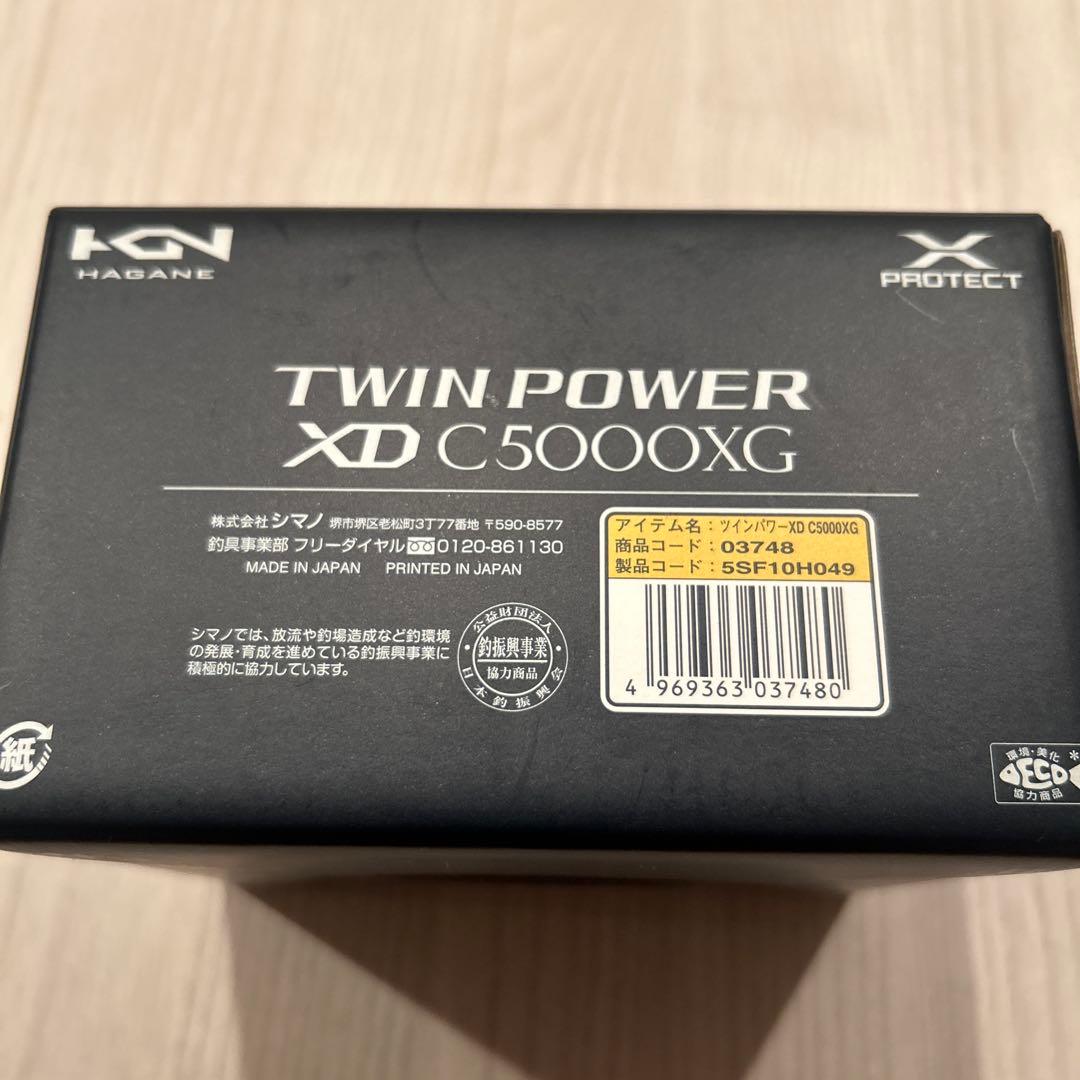 HGN
HAGANE
X
PROTECT
TWIN POWER
XD C5000XG
株式会社 シマノ 堺市堺区老松町3丁77番地 〒590-8577
釣具事業部 フリーダイヤル 0120-861130
MADE IN JAPAN PRINTED IN JAPAN
アイテム名：ツインパワーXD C5000XG
商品コード：03748
製品コード：5SF10H049
4 969363 037480
シマノでは、放流や釣場造成など釣環境
の発展・育成を進めている釣振興事業に
積極的に協力しています。
公益財団法人
釣振興事業
協力商品
日本釣振興会
紙
環境・美化
DECO
協力商品